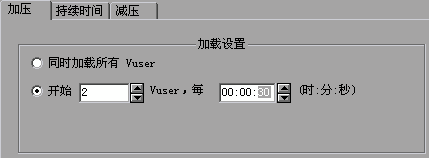 加压 持续时间 减压
加载设置
同时加载所有 Vuser
开始 2 Vuser，每 00:00:30 (时:分:秒)